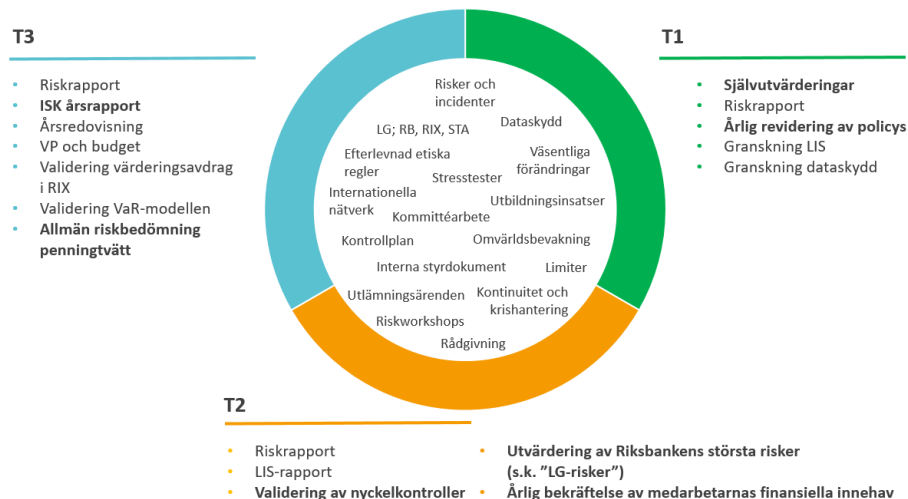 T3
Riskrapport
ISK årsrapport
Årsredovisning
VP och budget
Validering värderingsavdrag
i RIX
Validering VaR-modellen
Allmän riskbedömning
penningtvätt
Risker och
incidenter
LG; RB, RIX, STA
Dataskydd
Efterlevnad etiska
regler
Väsentliga
förändringar
Stresstester
Internationella
nätverk
Utbildningsinsatser
Kommittéarbete
Kontrollplan
Omvärldsbevakning
Interna styrdokument
Limiter
Utlämningsärenden
Kontinuitet och
krishantering
Riskworkshops
Rådgivning
T1
Självutvärderingar
Riskrapport
Årlig revidering av policys
Granskning LIS
Granskning dataskydd
T2
Riskrapport
LIS-rapport
Validering av nyckelkontroller
Utvärdering av Riksbankens största risker
(s.k. ”LG-risker”)
Årlig bekräftelse av medarbetarnas finansiella innehav